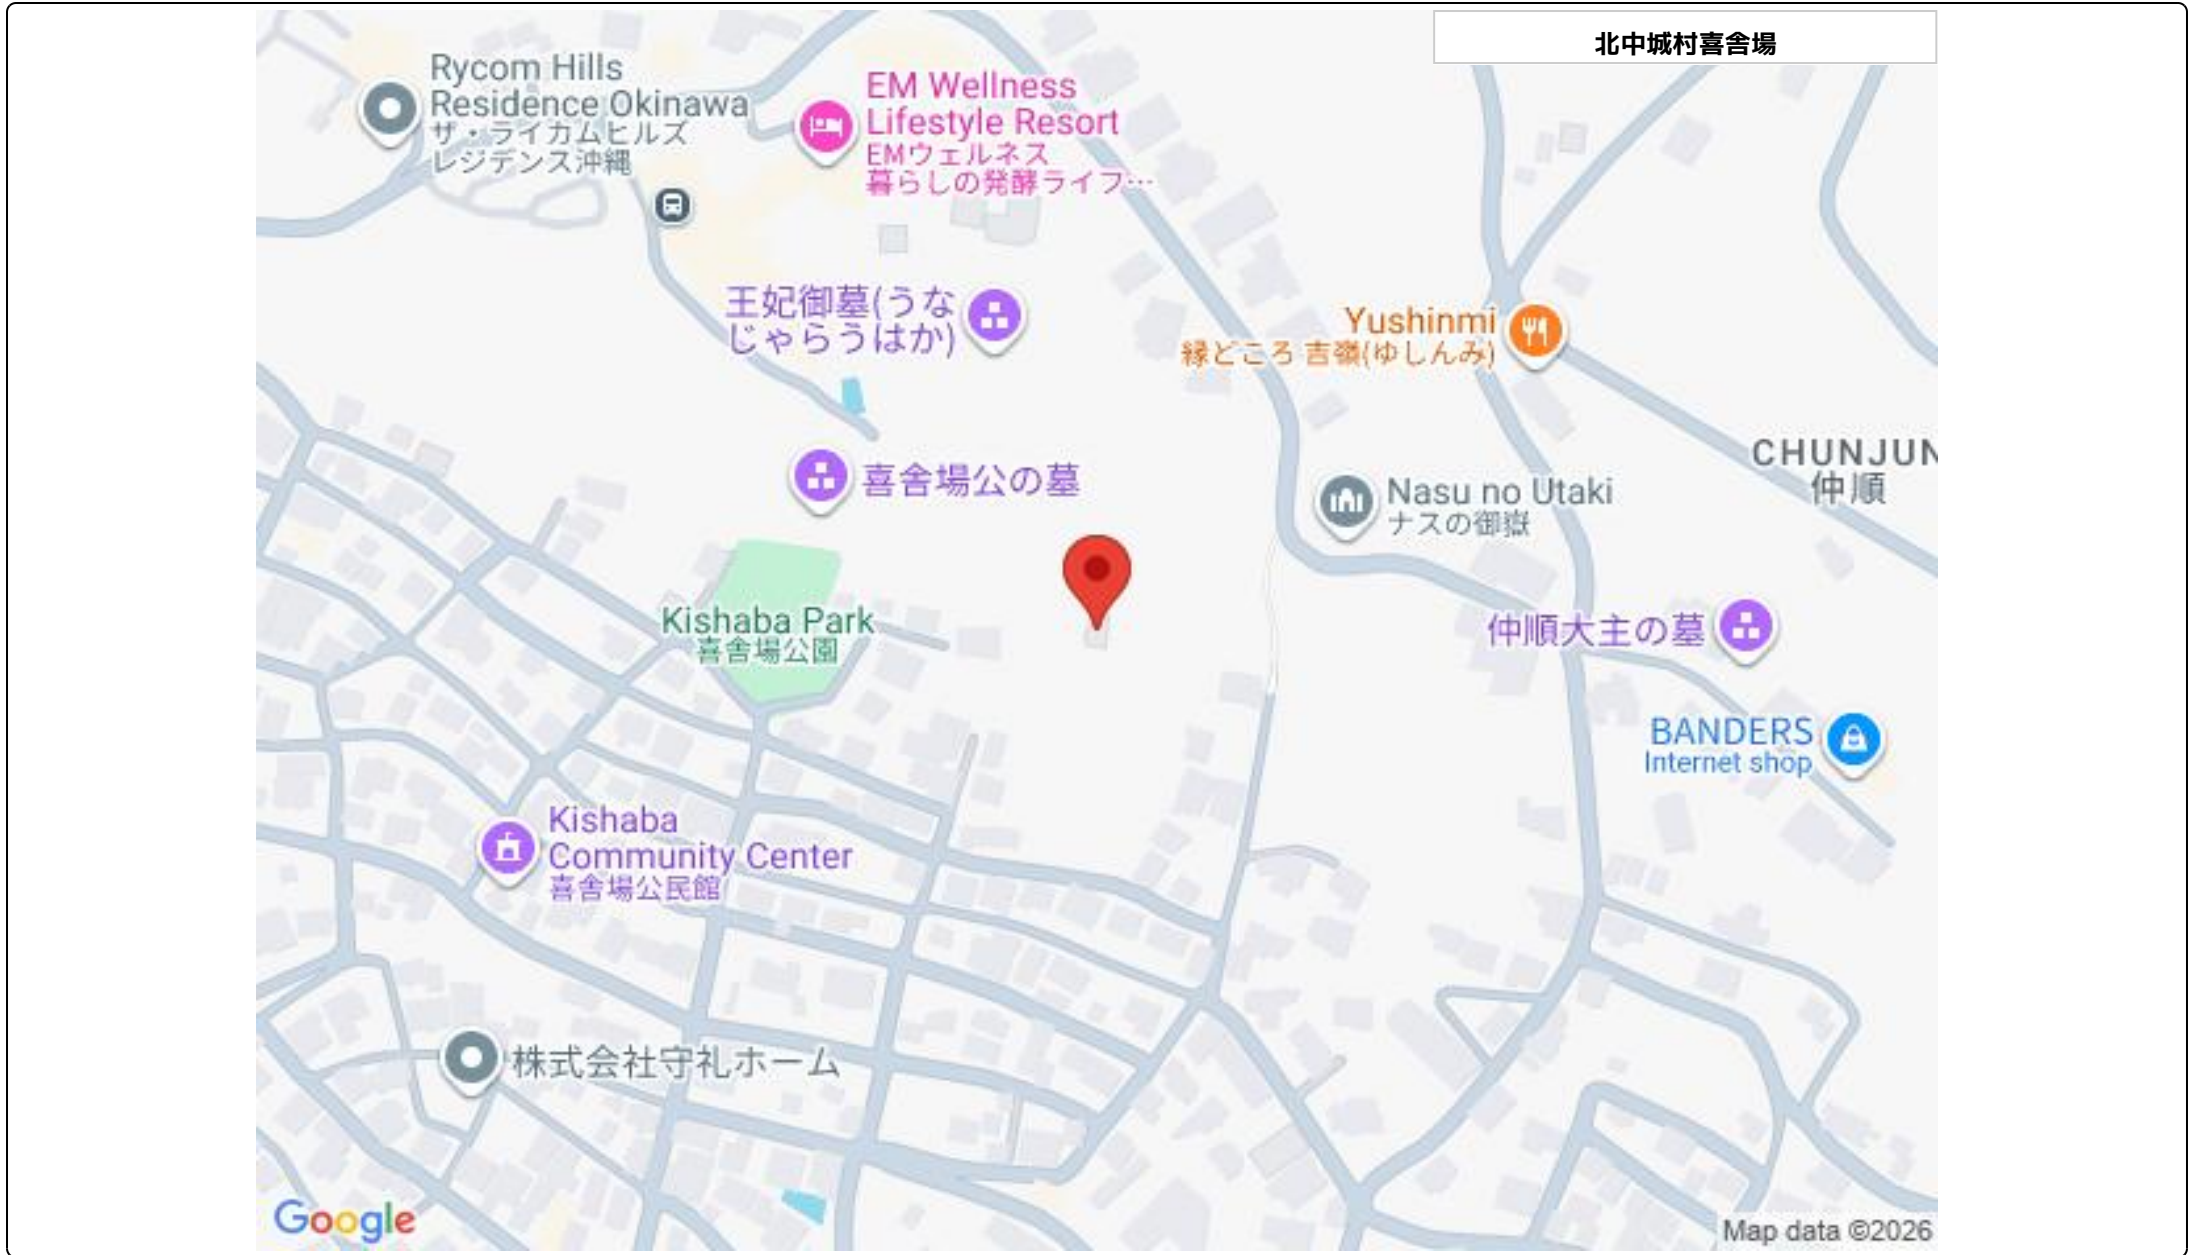 北中城村喜舎場
Rycom Hills
Residence Okinawa
ザ・ライカムヒルズ
レジデンス沖縄
EM Wellness
Lifestyle Resort
EMウェルネス
暮らしの発酵ライフ…
王妃御墓(うな
じゃらうはか)
Yushinmi
縁どころ 吉嶺(ゆしんみ)
CHUNJUN
仲順
喜舎場公の墓
Nasu no Utaki
ナスの御嶽
Kishaba Park
喜舎場公園
仲順大主の墓
BANDERS
Internet shop
Kishaba
Community Center
喜舎場公民館
株式会社守礼ホーム
Google
Map data ©2026